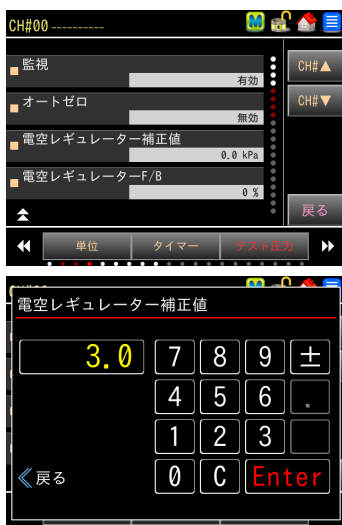 CH#00 ----------
M
監視
有効
CH#▲
オートゼロ
無効
CH#▼
電空レギュレーター補正値
0.0 kPa
電空レギュレーターF/B
0 %
戻る
単位
タイマー
テスト圧力
電空レギュレーター補正値
3.0
7
8
9
±
4
5
6
.
1
2
3
《戻る
0
C
Enter